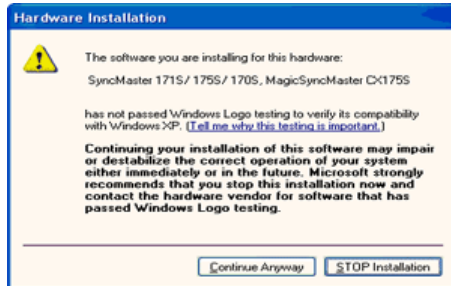 Hardware Installation
The software you are installing for this hardware:
SyncMaster 171S/ 175S/ 170S, MagicSyncMaster CX175S
has not passed Windows Logo testing to verify its compatibility
with Windows XP. (Tell me why this testing is important.)
Continuing your installation of this software may impair
or destabilize the correct operation of your system
either immediately or in the future. Microsoft strongly
recommends that you stop this installation now and
contact the hardware vendor for software that has
passed Windows Logo testing.
Continue Anyway STOP Installation